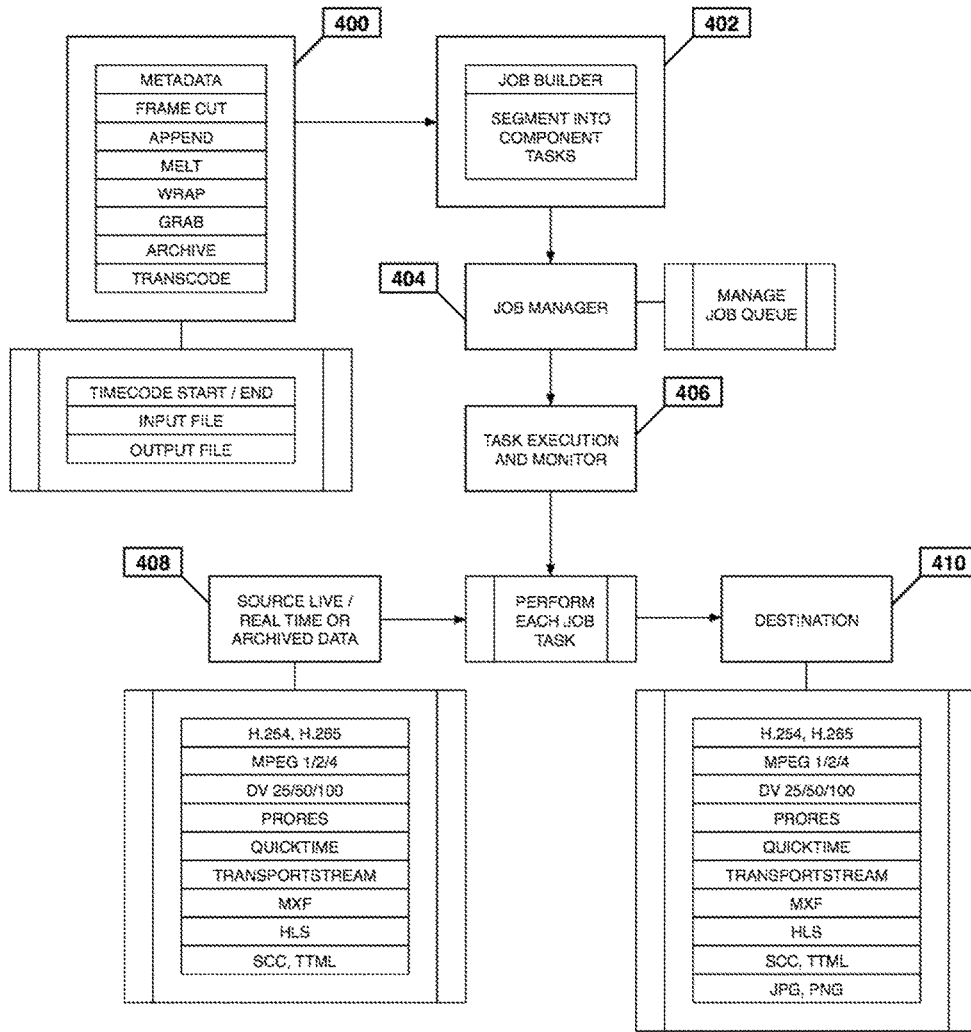 400
METADATA
FRAME CUT
APPEND
MELT
WRAP
GRAB
ARCHIVE
TRANSCODE
TIMECODE START / END
INPUT FILE
OUTPUT FILE
402
JOB BUILDER
SEGMENT INTO
COMPONENT
TASKS
404
JOB MANAGER
MANAGE
JOB QUEUE
406
TASK EXECUTION
AND MONITOR
408
SOURCE LIVE /
REAL TIME OR
ARCHIVED DATA
PERFORM
EACH JOB
TASK
410
DESTINATION
H.264, H.265
MPEG 1/2/4
DV 25/50/100
PRORES
QUICKTIME
TRANSPORTSTREAM
MXF
HLS
SCC, TTML
H.264, H.265
MPEG 1/2/4
DV 25/50/100
PRORES
QUICKTIME
TRANSPORTSTREAM
MXF
HLS
SCC, TTML
JPG, PNG